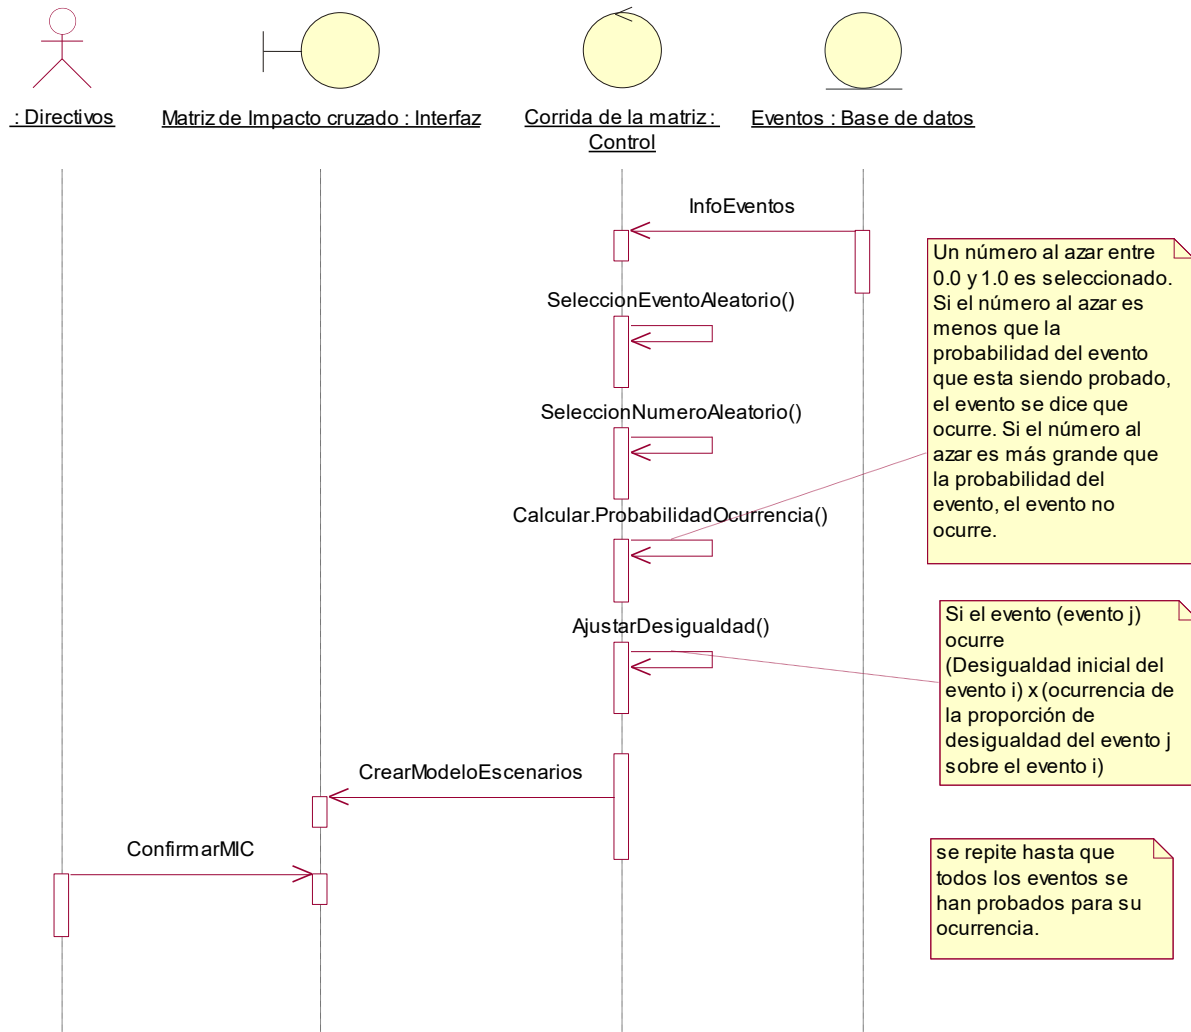 : Directivos
Matriz de Impacto cruzado : Interfaz
Corrida de la matriz :
Control
Eventos : Base de datos
InfoEventos
SeleccionEventoAleatorio()
SeleccionNumeroAleatorio()
Calcular.ProbabilidadOcurrencia()
AjustarDesigualdad()
CrearModeloEscenarios
ConfirmarMIC
Un número al azar entre
0.0 y 1.0 es seleccionado.
Si el número al azar es
menos que la
probabilidad del evento
que esta siendo probado,
el evento se dice que
ocurre. Si el número al
azar es más grande que
la probabilidad del
evento, el evento no
ocurre.
Si el evento (evento j)
ocurre
(Desigualdad inicial del
evento i) x (ocurrencia de
la proporción de
desigualdad del evento j
sobre el evento i)
se repite hasta que
todos los eventos se
han probados para su
ocurrencia.